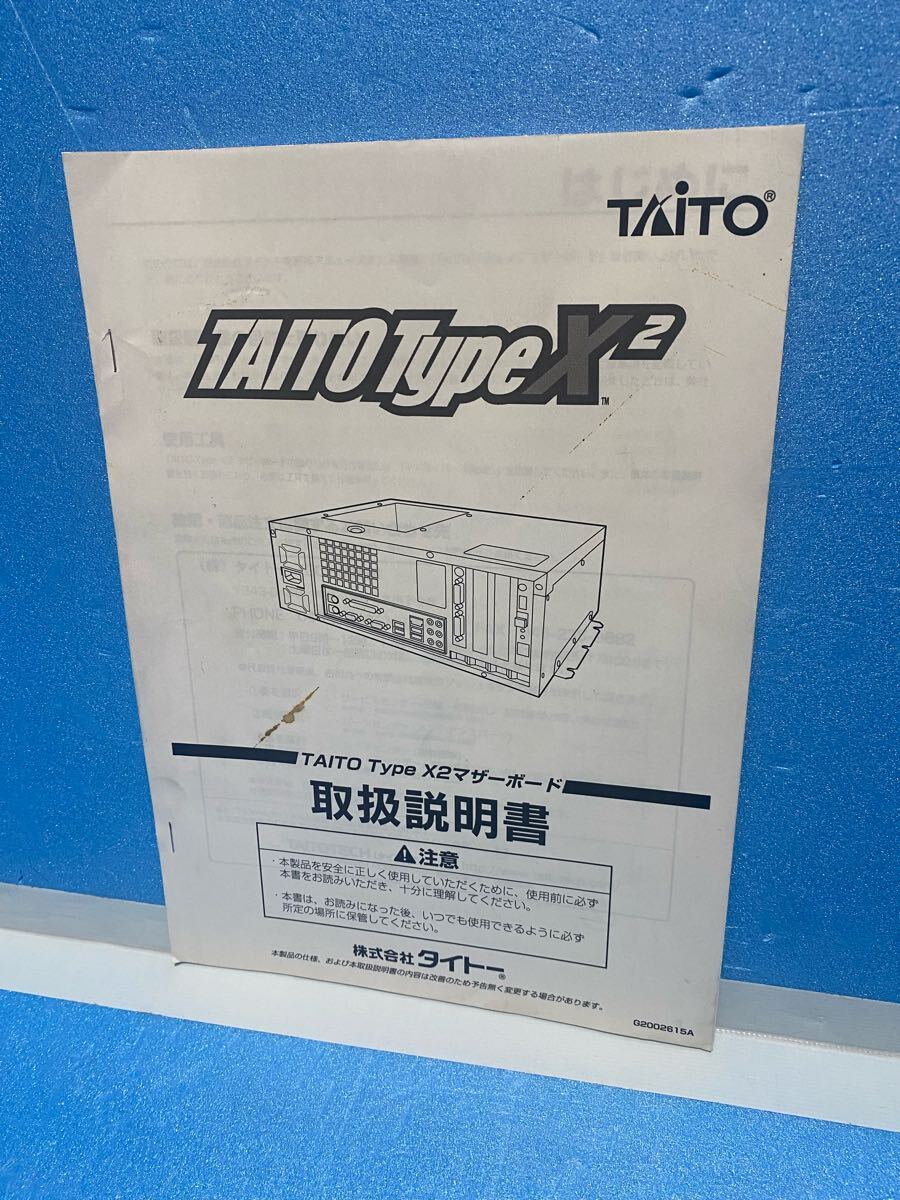 TAITO®
TAITO Type X2™
TAITO Type X2マザーボード
取扱説明書
注意
・本製品を安全に正しく使用していただくために、使用前に必ず
本書をお読みいただき、十分に理解してください。
・本書は、お読みになった後、いつでも使用できるように必ず
所定の場所に保管してください。
株式会社タイトー®
本製品の仕様、および本取扱説明書の内容は改善のため予告無く変更する場合があります。
G2002615A